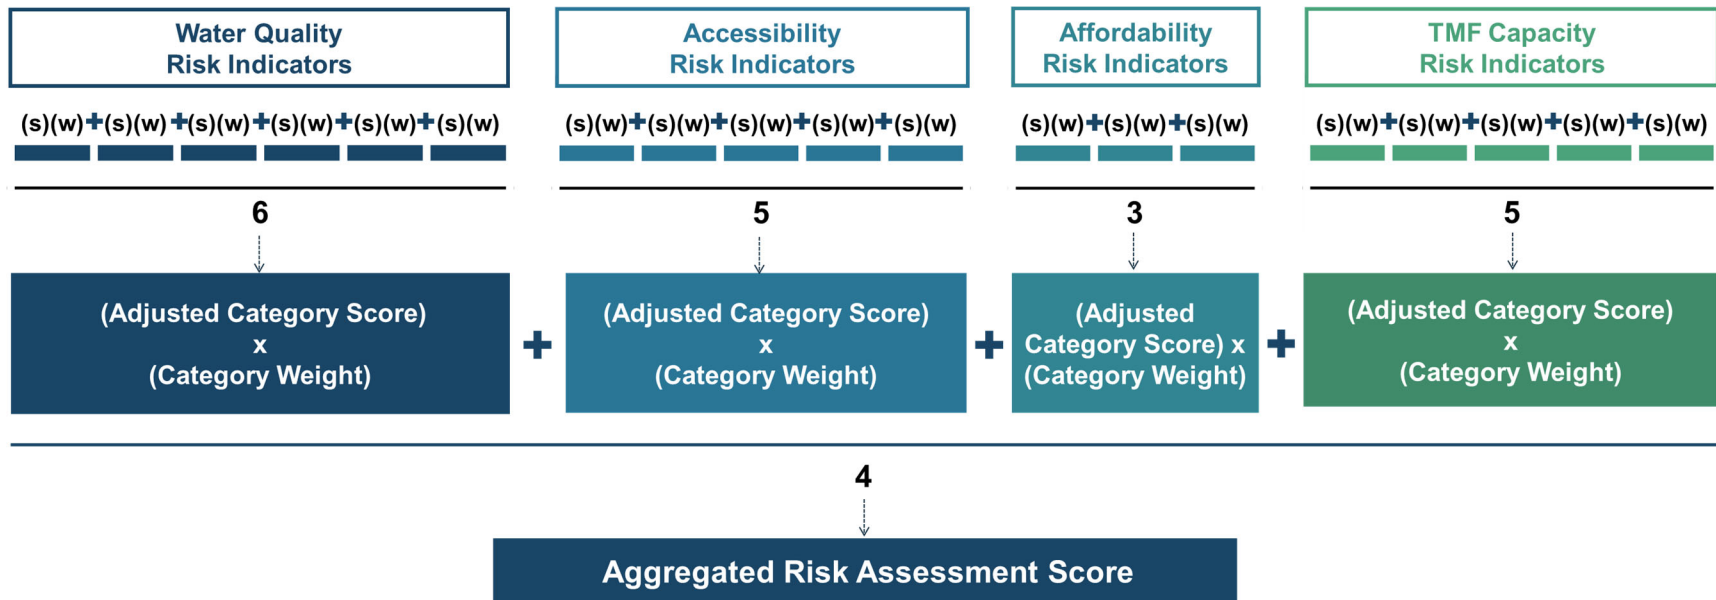 Water Quality
Risk Indicators
Accessibility
Risk Indicators
Affordability
Risk Indicators
TMF Capacity
Risk Indicators
(s)(w)+(s)(w)+(s)(w)+(s)(w)+(s)(w)+(s)(w)
(s)(w)+(s)(w)+(s)(w)+(s)(w)+(s)(w)
(s)(w)+(s)(w)+(s)(w)
(s)(w)+(s)(w)+(s)(w)+(s)(w)+(s)(w)
6
5
3
5
(Adjusted Category Score)
x
(Category Weight)
+
(Adjusted Category Score)
x
(Category Weight)
+
(Adjusted
Category Score) x
(Category Weight)
+
(Adjusted Category Score)
x
(Category Weight)
4
Aggregated Risk Assessment Score